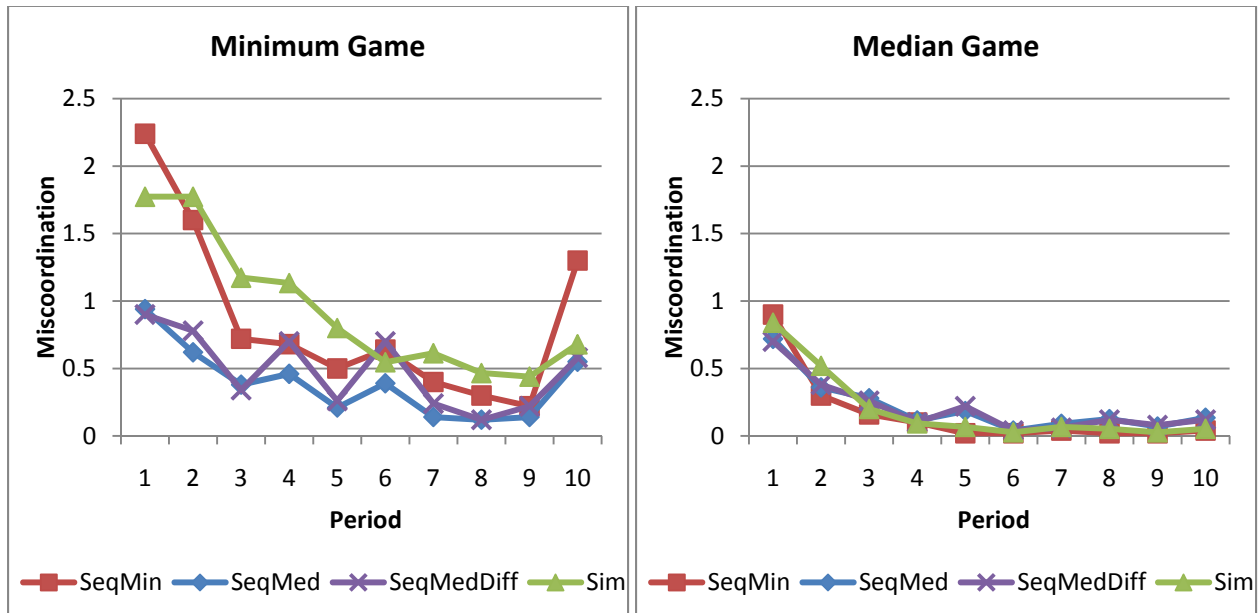 Minimum Game
2.5
2
1.5
1
0.5
0
Miscoordination
1 2 3 4 5 6 7 8 9 10
Period
SeqMin SeqMed SeqMedDiff Sim
Median Game
2.5
2
1.5
1
0.5
0
Miscoordination
1 2 3 4 5 6 7 8 9 10
Period
SeqMin SeqMed SeqMedDiff Sim